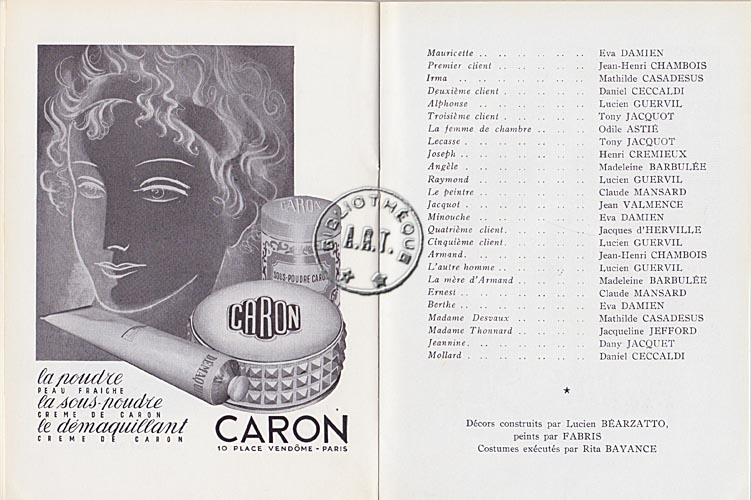 CARON
SOUS-POUDRE CARON
CARON
DEMAQU
la poudre
PEAU FRAICHE
la sous-poudre
CREME DE CARON
le démaquillant
CREME DE CARON
CARON
10 PLACE VENDÔME - PARIS
BIBLIOTHÈQUE
A.R.T.
Mauricette .. .. .. .. .. .. Eva DAMIEN
Premier client .. .. .. .. .. Jean-Henri CHAMBOIS
Irma .. .. .. .. .. .. Mathilde CASADESUS
Deuxième client . .. .. .. .. Daniel CECCALDI
Alphonse .. .. .. .. .. .. Lucien GUERVIL
Troisième client . .. .. .. .. Tony JACQUOT
La femme de chambre .. .. .. Odile ASTIÉ
Lecasse .. .. .. .. .. .. Tony JACQUOT
Joseph .. .. .. .. .. .. Henri CREMIEUX
Angèle .. .. .. .. .. .. Madeleine BARBULÉE
Raymond .. .. .. .. .. .. Lucien GUERVIL
Le peintre .. .. .. .. .. .. Claude MANSARD
Jacquot .. .. .. .. .. .. Jean VALMENCE
Minouche .. .. .. .. .. .. Eva DAMIEN
Quatrième client. .. .. .. .. Jacques d'HERVILLE
Cinquième client. .. .. .. .. Lucien GUERVIL
Armand. .. .. .. .. .. .. Jean-Henri CHAMBOIS
L'autre homme .. .. .. .. .. Lucien GUERVIL
La mère d'Armand .. .. .. .. Madeleine BARBULÉE
Ernest .. .. .. .. .. .. Claude MANSARD
Berthe .. .. .. .. .. .. Eva DAMIEN
Madame Desvaux .. .. .. .. Mathilde CASADESUS
Madame Thonnard .. .. .. .. Jacqueline JEFFORD
Jeannine. .. .. .. .. .. .. Dany JACQUET
Mollard .. .. .. .. .. .. Daniel CECCALDI
Décors construits par Lucien BÉARZATTO,
peints par FABRIS
Costumes exécutés par Rita BAYANCE